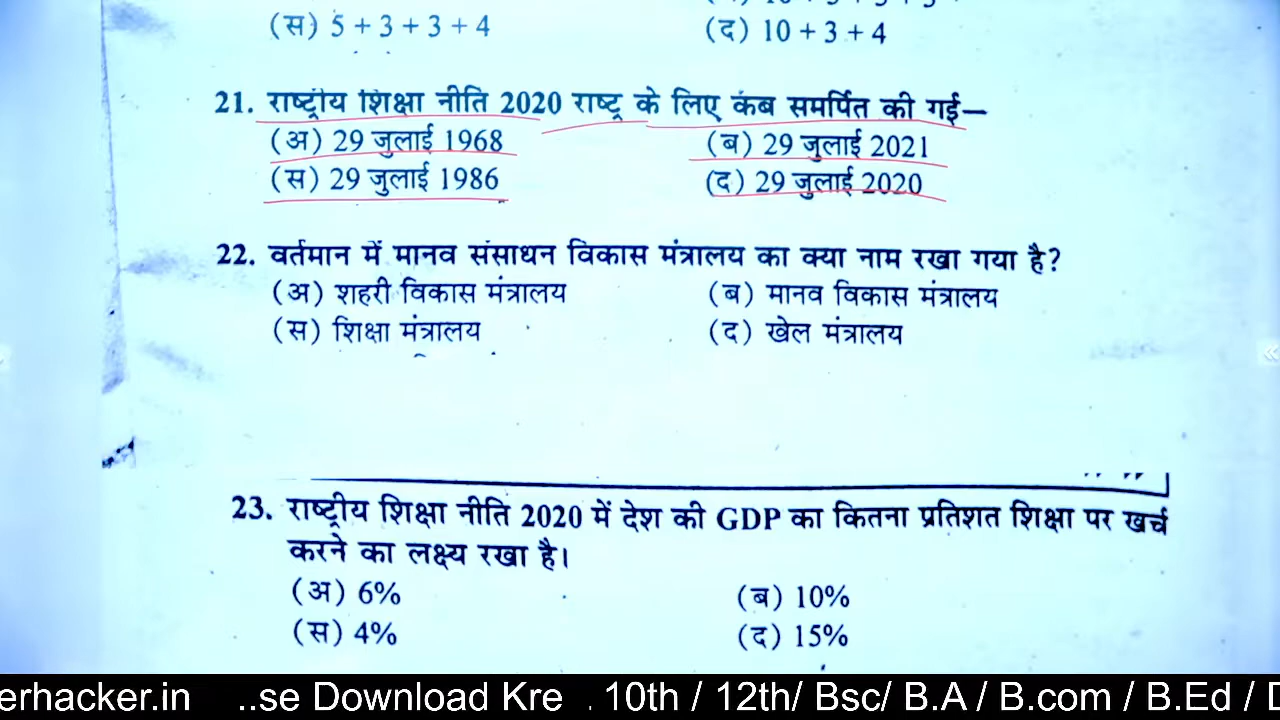 (स) 5 + 3 + 3 + 4
(द) 10 + 3 + 4
21. राष्ट्रीय शिक्षा नीति 2020 राष्ट्र के लिए कब समर्पित की गई—
(अ) 29 जुलाई 1968
(ब) 29 जुलाई 2021
(स) 29 जुलाई 1986
(द) 29 जुलाई 2020
22. वर्तमान में मानव संसाधन विकास मंत्रालय का क्या नाम रखा गया है?
(अ) शहरी विकास मंत्रालय
(ब) मानव विकास मंत्रालय
(स) शिक्षा मंत्रालय
(द) खेल मंत्रालय
23. राष्ट्रीय शिक्षा नीति 2020 में देश की GDP का कितना प्रतिशत शिक्षा पर खर्च
करने का लक्ष्य रखा है।
(अ) 6%
(ब) 10%
(स) 4%
(द) 15%
erhacker.in ..se Download Kre . 10th / 12th/ Bsc/ B.A / B.com / B.Ed /